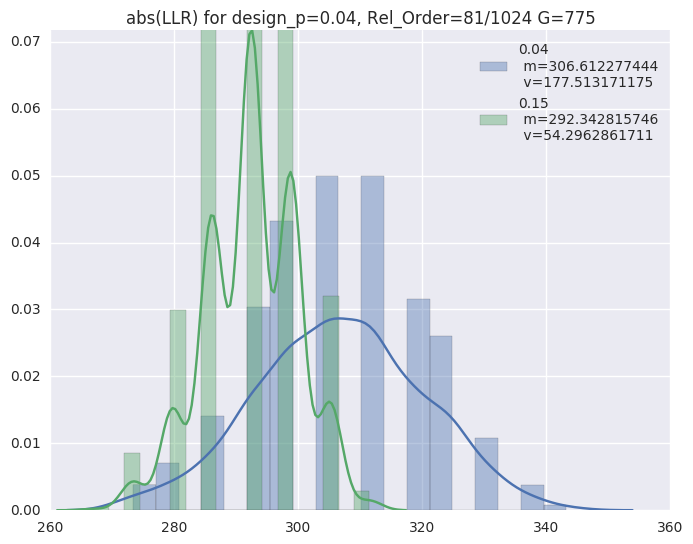 abs(LLR) for design_p=0.04, Rel_Order=81/1024 G=775
0.04
m=306.612277444
v=177.513171175
0.15
m=292.342815746
v=54.2962861711
0.07
0.06
0.05
0.04
0.03
0.02
0.01
0.00
260 280 300 320 340 360